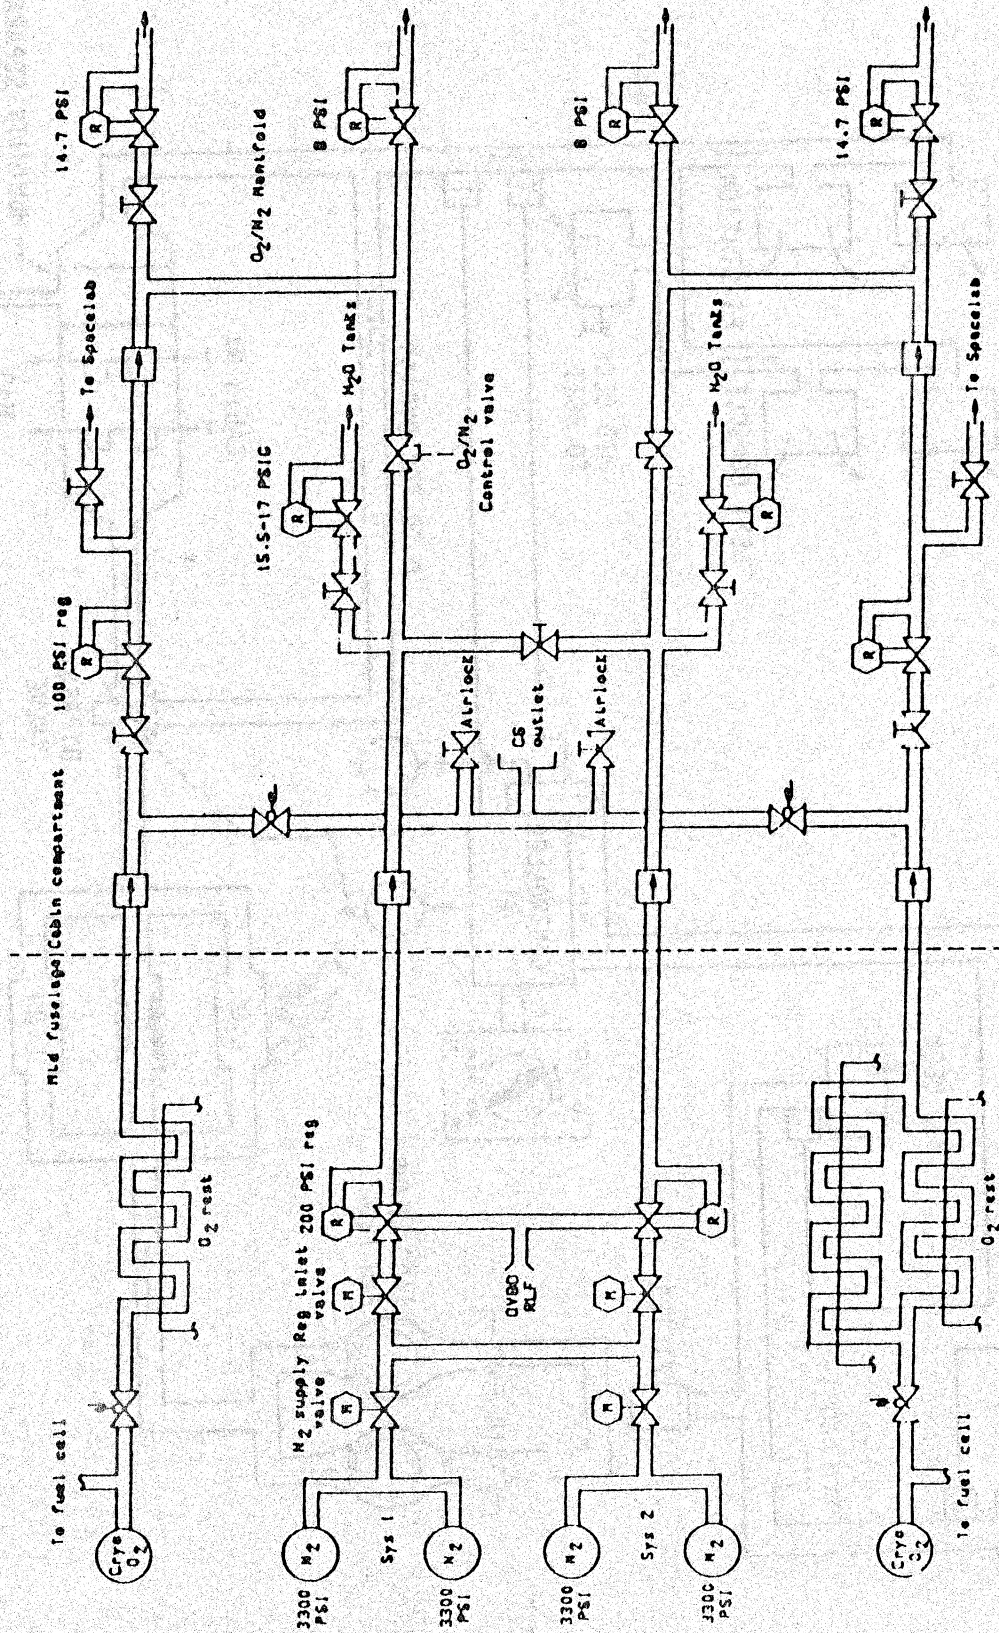 14.7 PSI
R
8 PSI
R
8 PSI
R
14.7 PSI
R
O2/N2 Manifold
To Spacelab
H2O Tanks
H2O Tanks
To Spacelab
15.5-17 PSIG
R
O2/N2
Control valve
R
100 PSI reg
R
R
Airlock
CS
outlet
Airlock
Mid fuselage
Cabin compartment
O2 rest
200 PSI reg
R
R
Reg inlet
valve
M
OVBD
RLF
M
N2 supply
valve
M
M
O2 rest
To fuel cell
Cryo
O2
3300
PSI
N2
Sys 1
3300
PSI
N2
3300
PSI
N2
Sys 2
3300
PSI
N2
Cryo
O2
To fuel cell